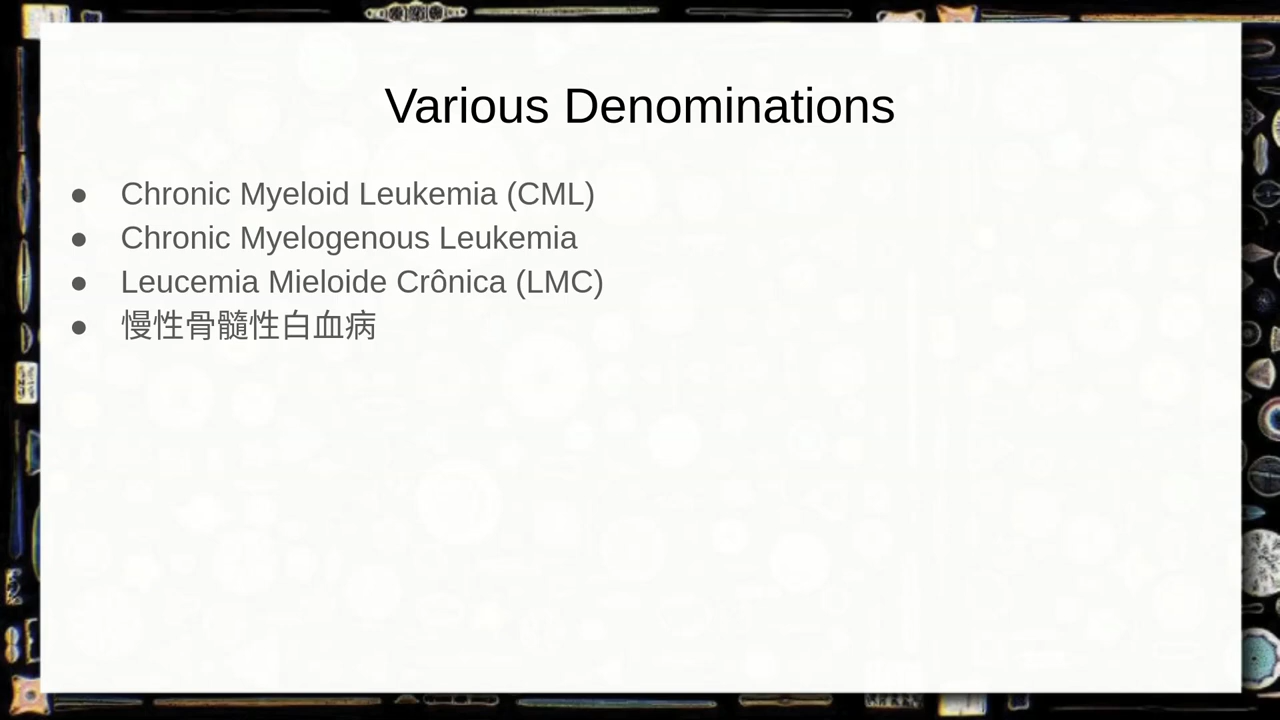 Various Denominations
● Chronic Myeloid Leukemia (CML)
● Chronic Myelogenous Leukemia
● Leucemia Mieloide Crônica (LMC)
● 慢性骨髄性白血病